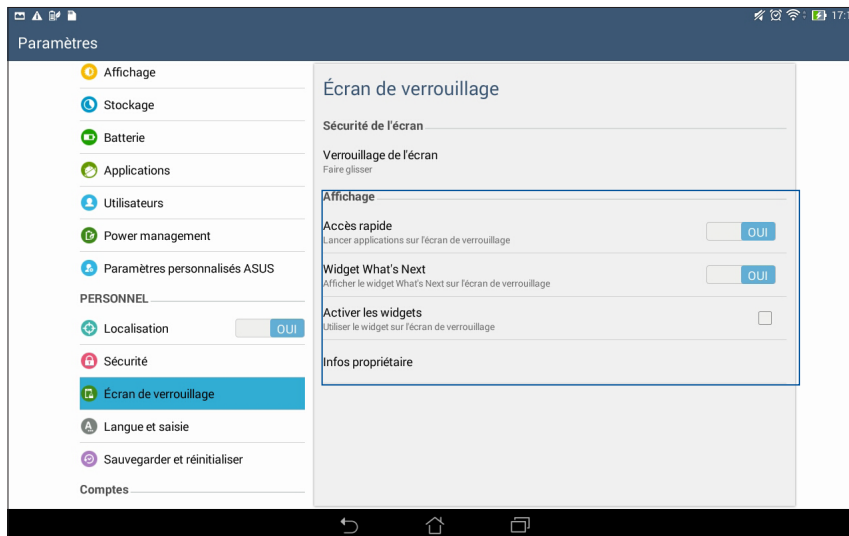 17:1
Paramètres
Affichage
Stockage
Batterie
Applications
Utilisateurs
Power management
Paramètres personnalisés ASUS
PERSONNEL
Localisation
OUI
Sécurité
Écran de verrouillage
Langue et saisie
Sauvegarder et réinitialiser
Comptes
Écran de verrouillage
Sécurité de l'écran
Verrouillage de l'écran
Faire glisser
Affichage
Accès rapide
OUI
Lancer applications sur l'écran de verrouillage
Widget What's Next
OUI
Afficher le widget What's Next sur l'écran de verrouillage
Activer les widgets
Utiliser le widget sur l'écran de verrouillage
Infos propriétaire